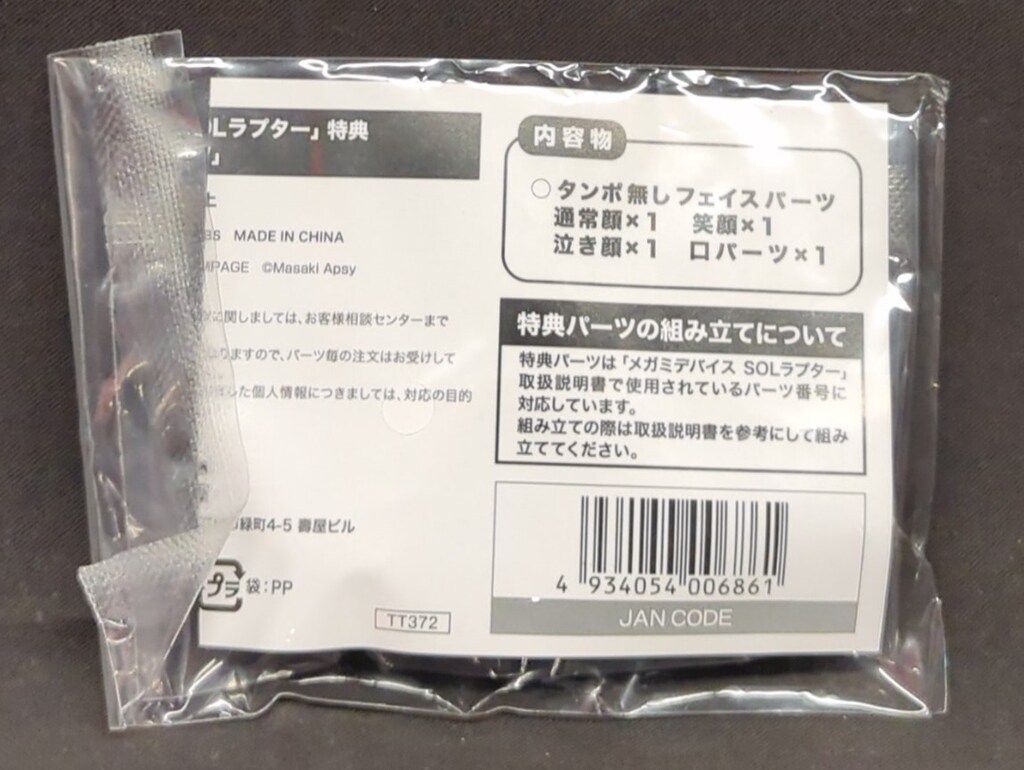 OLラプター」特典
」
BS MADE IN CHINA
MPAGE ©Masaki Apsy
に関しましては、お客様相談センターまで
りますので、パーツ毎の注文はお受けして
した個人情報につきましては、対応の目的
緑町4-5 壽屋ビル
プラ 袋:PP
TT372
内容物
○タンポ無しフェイスパーツ
通常顔×1 笑顔×1
泣き顔×1 口パーツ×1
特典パーツの組み立てについて
特典パーツは「メガミデバイス SOLラプター」
取扱説明書で使用されているパーツ番号に
対応しています。
組み立ての際は取扱説明書を参考にして組み
立ててください。
4 934054 006861
JAN CODE